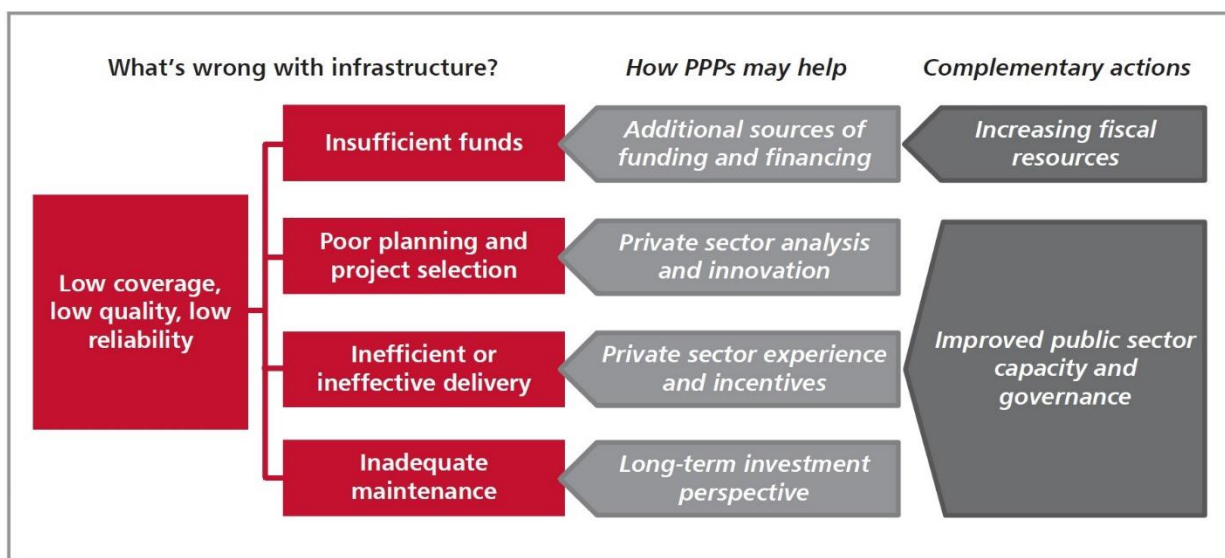 What's wrong with infrastructure?
How PPPs may help
Complementary actions
Low coverage,
low quality, low
reliability
Insufficient funds
Additional sources of
funding and financing
Increasing fiscal
resources
Poor planning and
project selection
Private sector analysis
and innovation
Inefficient or
ineffective delivery
Private sector experience
and incentives
Inadequate
maintenance
Long-term investment
perspective
Improved public sector
capacity and
governance